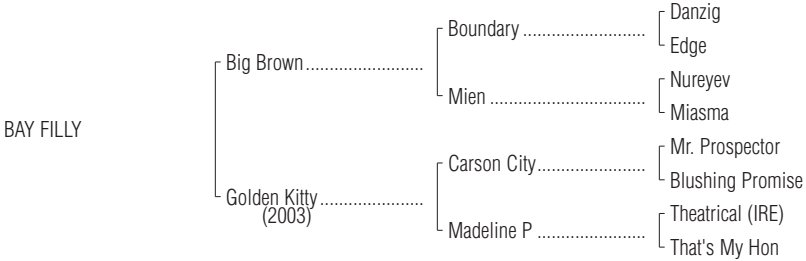 Danzig
Boundary ........................
Edge
Big Brown.......................
Nureyev
Mien ..............................
Miasma
BAY FILLY
Mr. Prospector
Carson City.....................
Blushing Promise
Golden Kitty....................
(2003)
Theatrical (IRE)
Madeline P .....................
That's My Hon